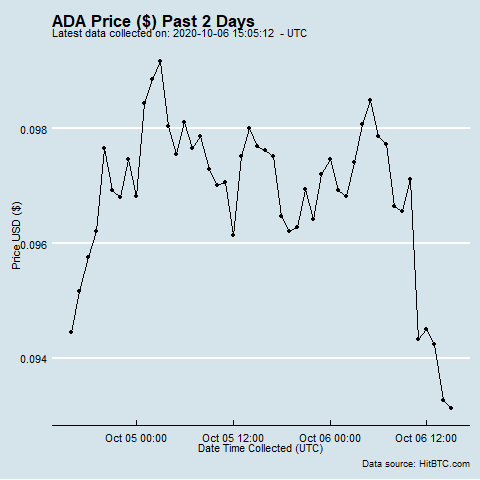 ADA Price ($) Past 2 Days
Latest data collected on: 2020-10-06 15:05:12 - UTC
0.098
0.096
0.094
Price USD ($)
Oct 05 00:00
Oct 05 12:00
Oct 06 00:00
Oct 06 12:00
Date Time Collected (UTC)
Data source: HitBTC.com